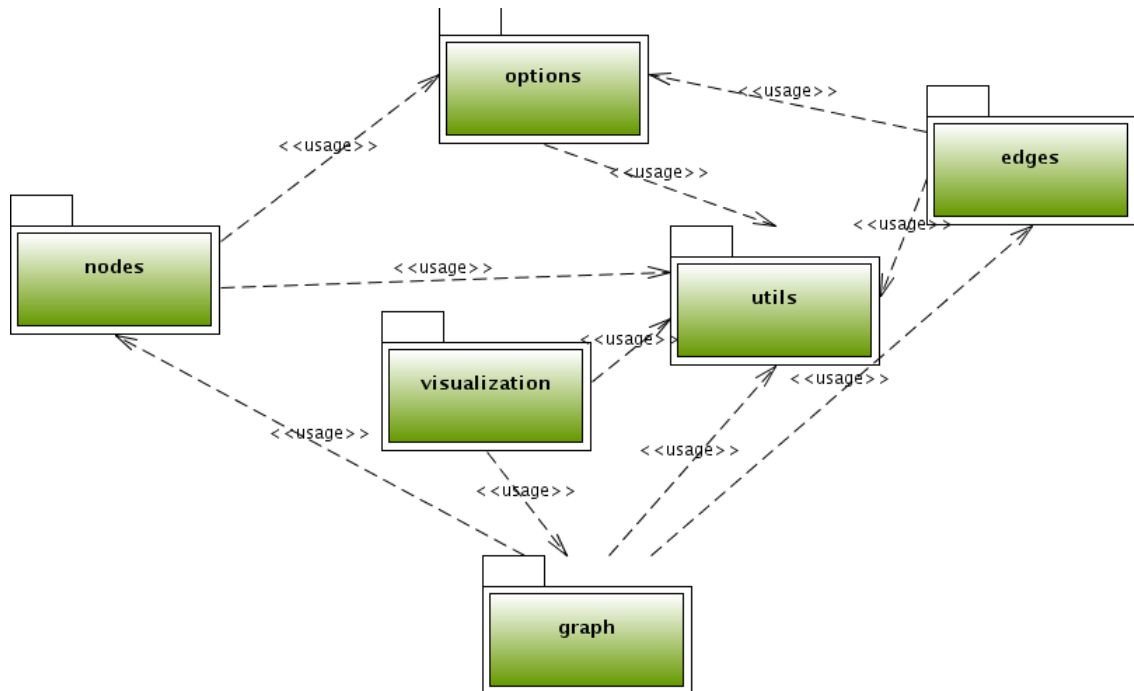 options
<<usage>>
<<usage>>
edges
<<usage>>
<<usage>>
nodes
<<usage>>
utils
<<usage>>
visualization
<<usage>>
<<usage>>
<<usage>>
<<usage>>
graph